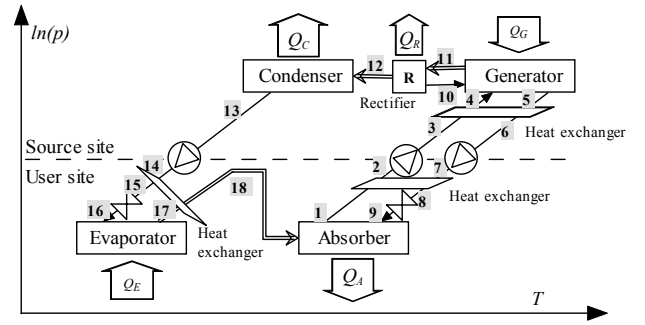 ln(p)
Q_C
Q_R
Q_G
12
11
Condenser
R
Generator
Rectifier
10
4
5
13
3
6
Heat exchanger
Source site
User site
14
2
7
15
18
Heat exchanger
16
17
1
9
8
Evaporator
Heat
exchanger
Absorber
Q_E
Q_A
T